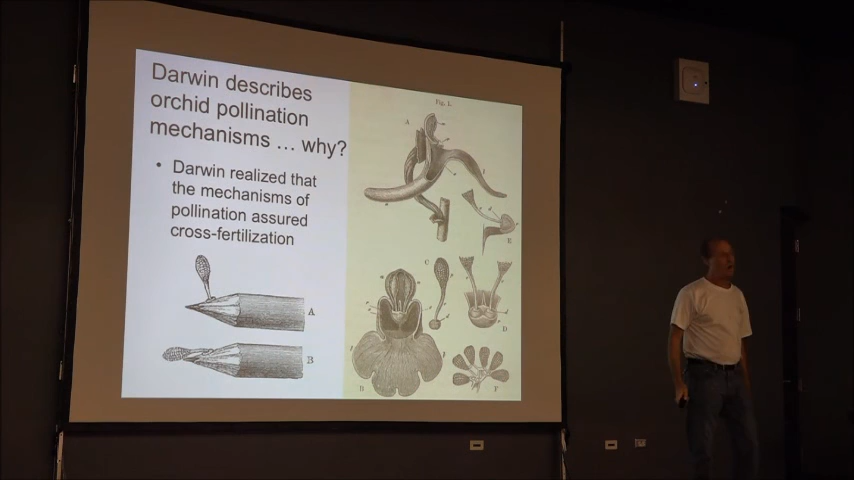 Darwin describes
orchid pollination
mechanisms … why?
• Darwin realized that
the mechanisms of
pollination assured
cross-fertilization
A
B
Fig. 1.
A
E
C
D
B
F